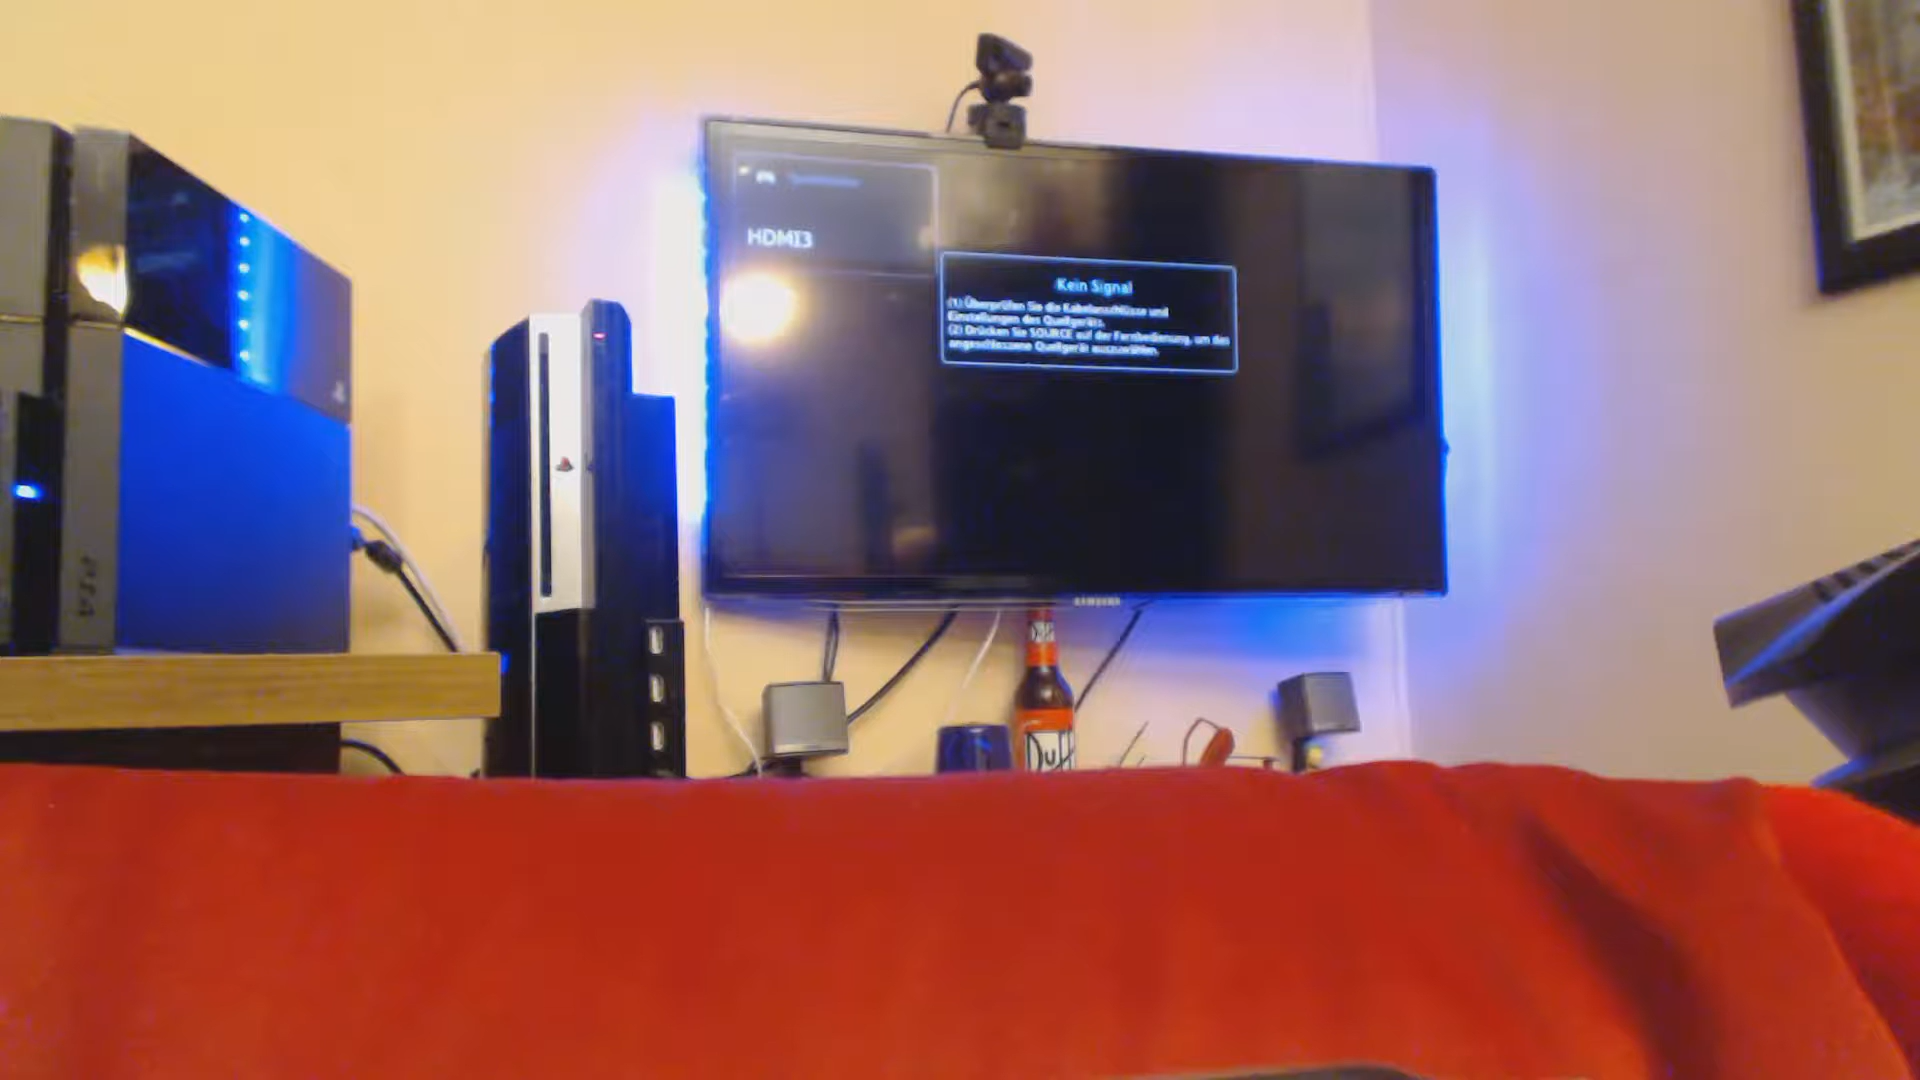 HDMI3
Kein Signal
(1) Überprüfen Sie die Kabelanschlüsse und
Einstellungen des Quellgeräts.
(2) Drücken Sie SOURCE auf der Fernbedienung, um das
angeschlossene Quellgerät auszuwählen.
PS4
SAMSUNG
Duff
Duff